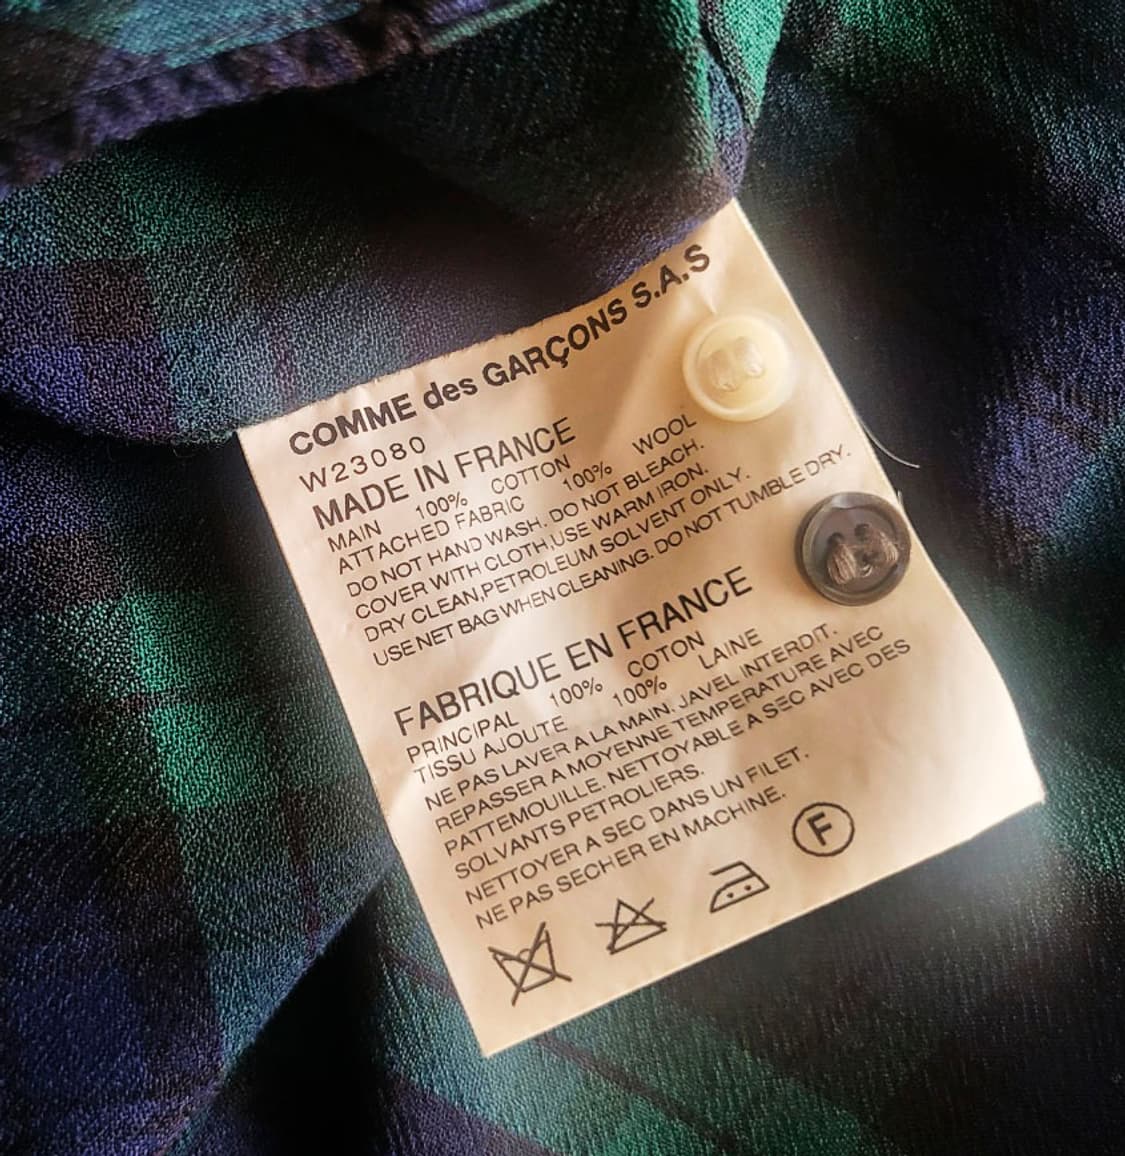 COMME des GARÇONS S.A.S
W23080
MADE IN FRANCE
MAIN 100% COTTON
ATTACHED FABRIC 100% WOOL
DO NOT HAND WASH. DO NOT BLEACH.
COVER WITH CLOTH,USE WARM IRON.
DRY CLEAN,PETROLEUM SOLVENT ONLY.
USE NET BAG WHEN CLEANING. DO NOT TUMBLE DRY.
FABRIQUE EN FRANCE
PRINCIPAL 100% COTON
TISSU AJOUTE 100% LAINE
NE PAS LAVER A LA MAIN. JAVEL INTERDIT.
REPASSER A MOYENNE TEMPERATURE AVEC
PATTEMOUILLE. NETTOYABLE A SEC AVEC DES
SOLVANTS PETROLIERS.
NETTOYER A SEC DANS UN FILET.
NE PAS SECHER EN MACHINE.
F